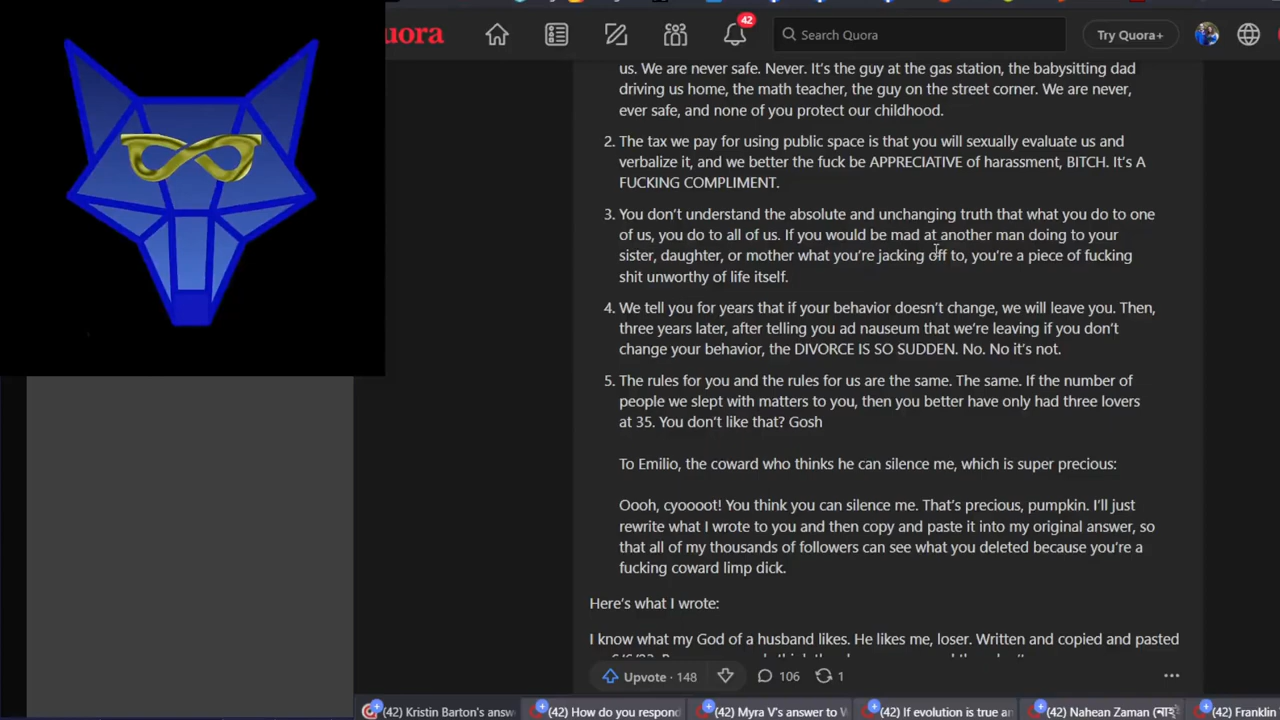 uora
42
Search Quora
Try Quora+
us. We are never safe. Never. It's the guy at the gas station, the babysitting dad
driving us home, the math teacher, the guy on the street corner. We are never,
ever safe, and none of you protect our childhood.
2. The tax we pay for using public space is that you will sexually evaluate us and
verbalize it, and we better the fuck be APPRECIATIVE of harassment, BITCH. It's A
FUCKING COMPLIMENT.
3. You don't understand the absolute and unchanging truth that what you do to one
of us, you do to all of us. If you would be mad at another man doing to your
sister, daughter, or mother what you're jacking off to, you're a piece of fucking
shit unworthy of life itself.
4. We tell you for years that if your behavior doesn't change, we will leave you. Then,
three years later, after telling you ad nauseum that we're leaving if you don't
change your behavior, the DIVORCE IS SO SUDDEN. No. No it's not.
5. The rules for you and the rules for us are the same. The same. If the number of
people we slept with matters to you, then you better have only had three lovers
at 35. You don't like that? Gosh
To Emilio, the coward who thinks he can silence me, which is super precious:
Oooh, cyoooot! You think you can silence me. That's precious, pumpkin. I'll just
rewrite what I wrote to you and then copy and paste it into my original answer, so
that all of my thousands of followers can see what you deleted because you're a
fucking coward limp dick.
Here's what I wrote:
I know what my God of a husband likes. He likes me, loser. Written and copied and pasted
Upvote · 148
106
1
(42) Kristin Barton's answ
(42) How do you respond
(42) Myra V's answer to W
(42) If evolution is true an
(42) Nahean Zaman
(42) Franklin